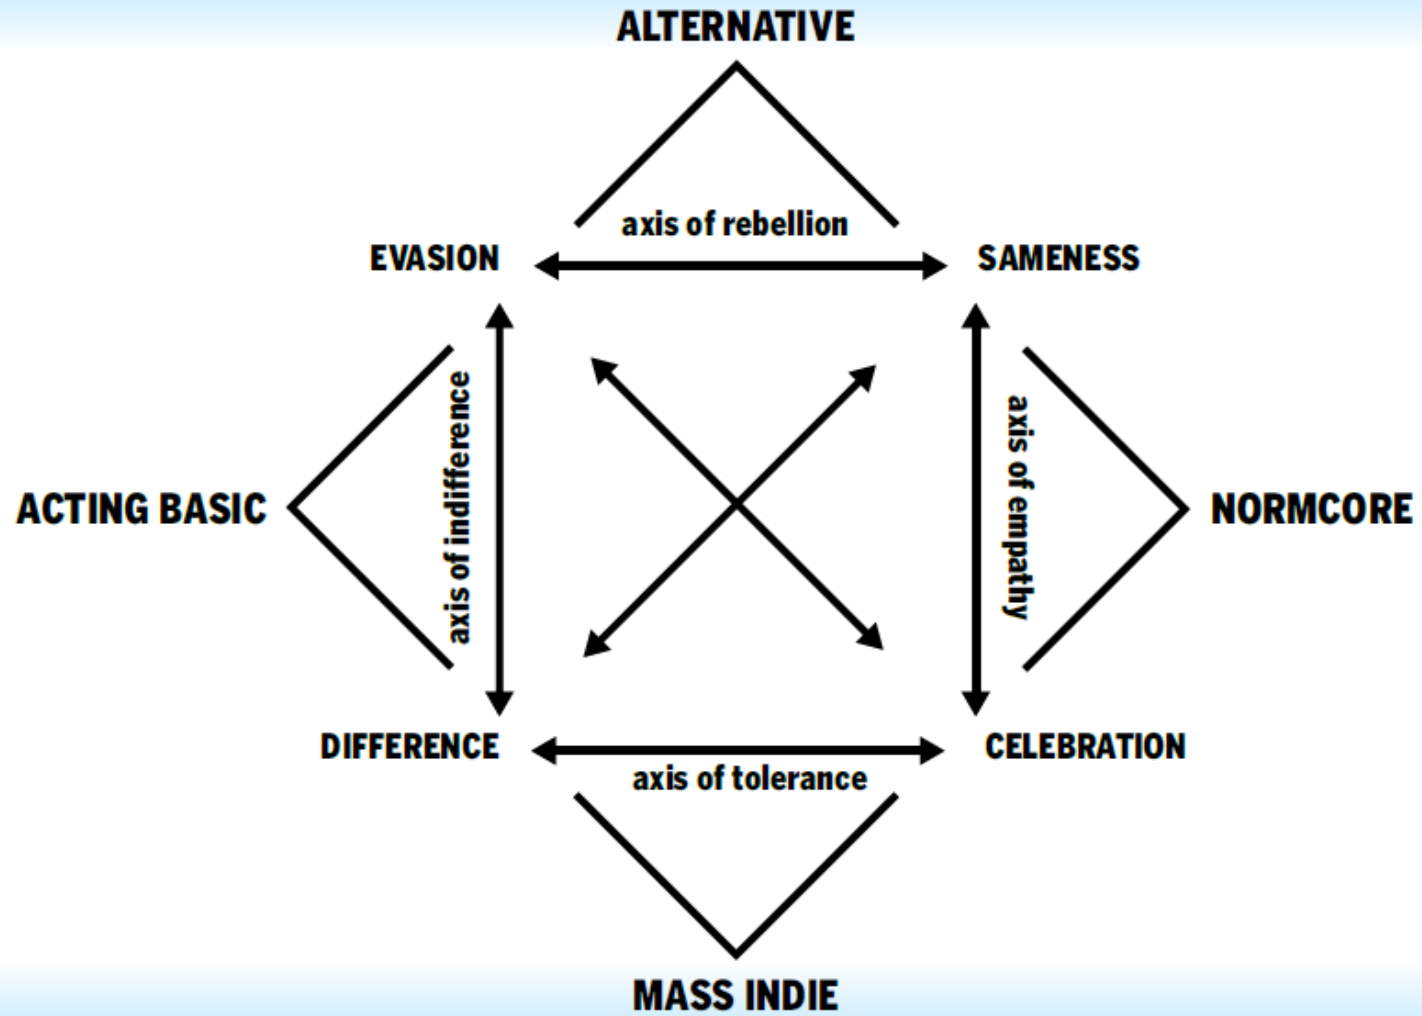 ALTERNATIVE
axis of rebellion
EVASION
SAMENESS
axis of indifference
axis of empathy
ACTING BASIC
NORMCORE
DIFFERENCE
CELEBRATION
axis of tolerance
MASS INDIE